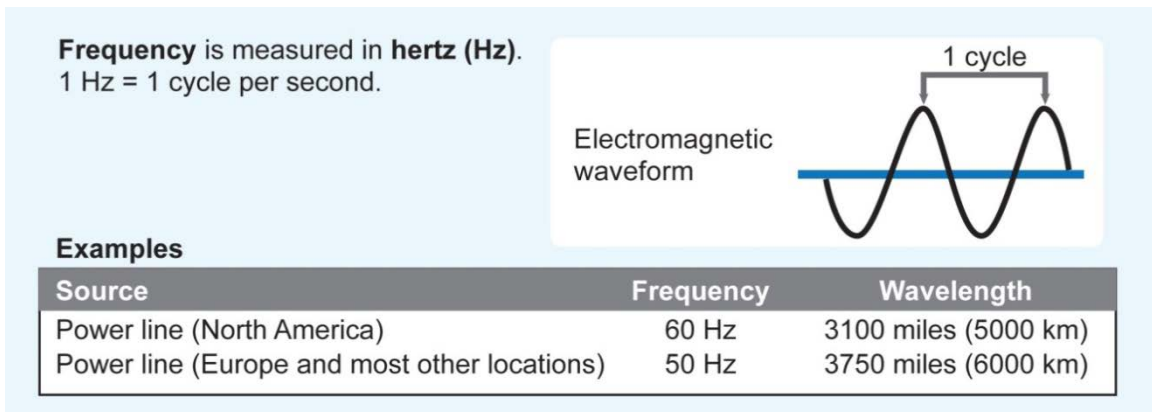 Frequency is measured in hertz (Hz).
1 Hz = 1 cycle per second.
1 cycle
Electromagnetic
waveform
Examples
Source Frequency Wavelength
Power line (North America) 60 Hz 3100 miles (5000 km)
Power line (Europe and most other locations) 50 Hz 3750 miles (6000 km)